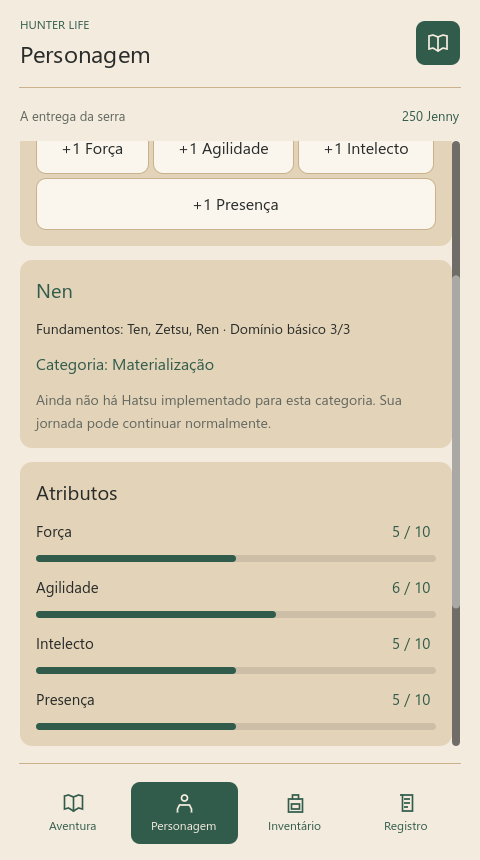 HUNTER LIFE
Personagem
A entrega da serra
250 Jenny
+1 Força
+1 Agilidade
+1 Intelecto
+1 Presença
Nen
Fundamentos: Ten, Zetsu, Ren · Domínio básico 3/3
Categoria: Materialização
Ainda não há Hatsu implementado para esta categoria. Sua
jornada pode continuar normalmente.
Atributos
Força
5 / 10
Agilidade
6 / 10
Intelecto
5 / 10
Presença
5 / 10
Aventura
Personagem
Inventário
Registro